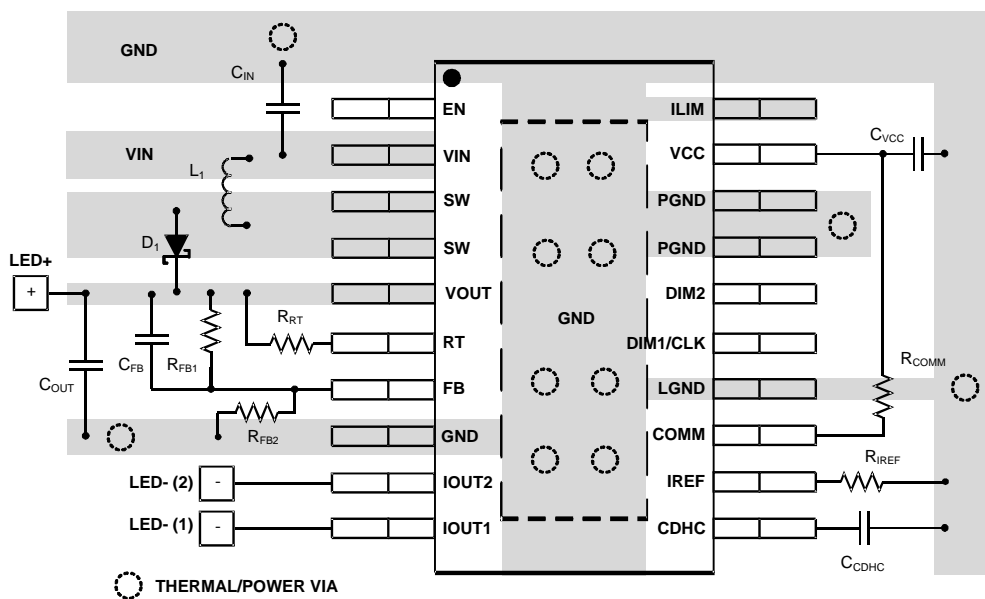 GND
CIN
EN
ILIM
VIN
VIN
VCC
CVCC
L1
SW
PGND
D1
SW
PGND
LED+
+
VOUT
DIM2
GND
RRT
RT
DIM1/CLK
CFB
RFB1
RCOMM
COUT
FB
LGND
RFB2
GND
COMM
LED- (2)
-
IOUT2
IREF
RIREF
LED- (1)
-
IOUT1
CDHC
CCDHC
THERMAL/POWER VIA